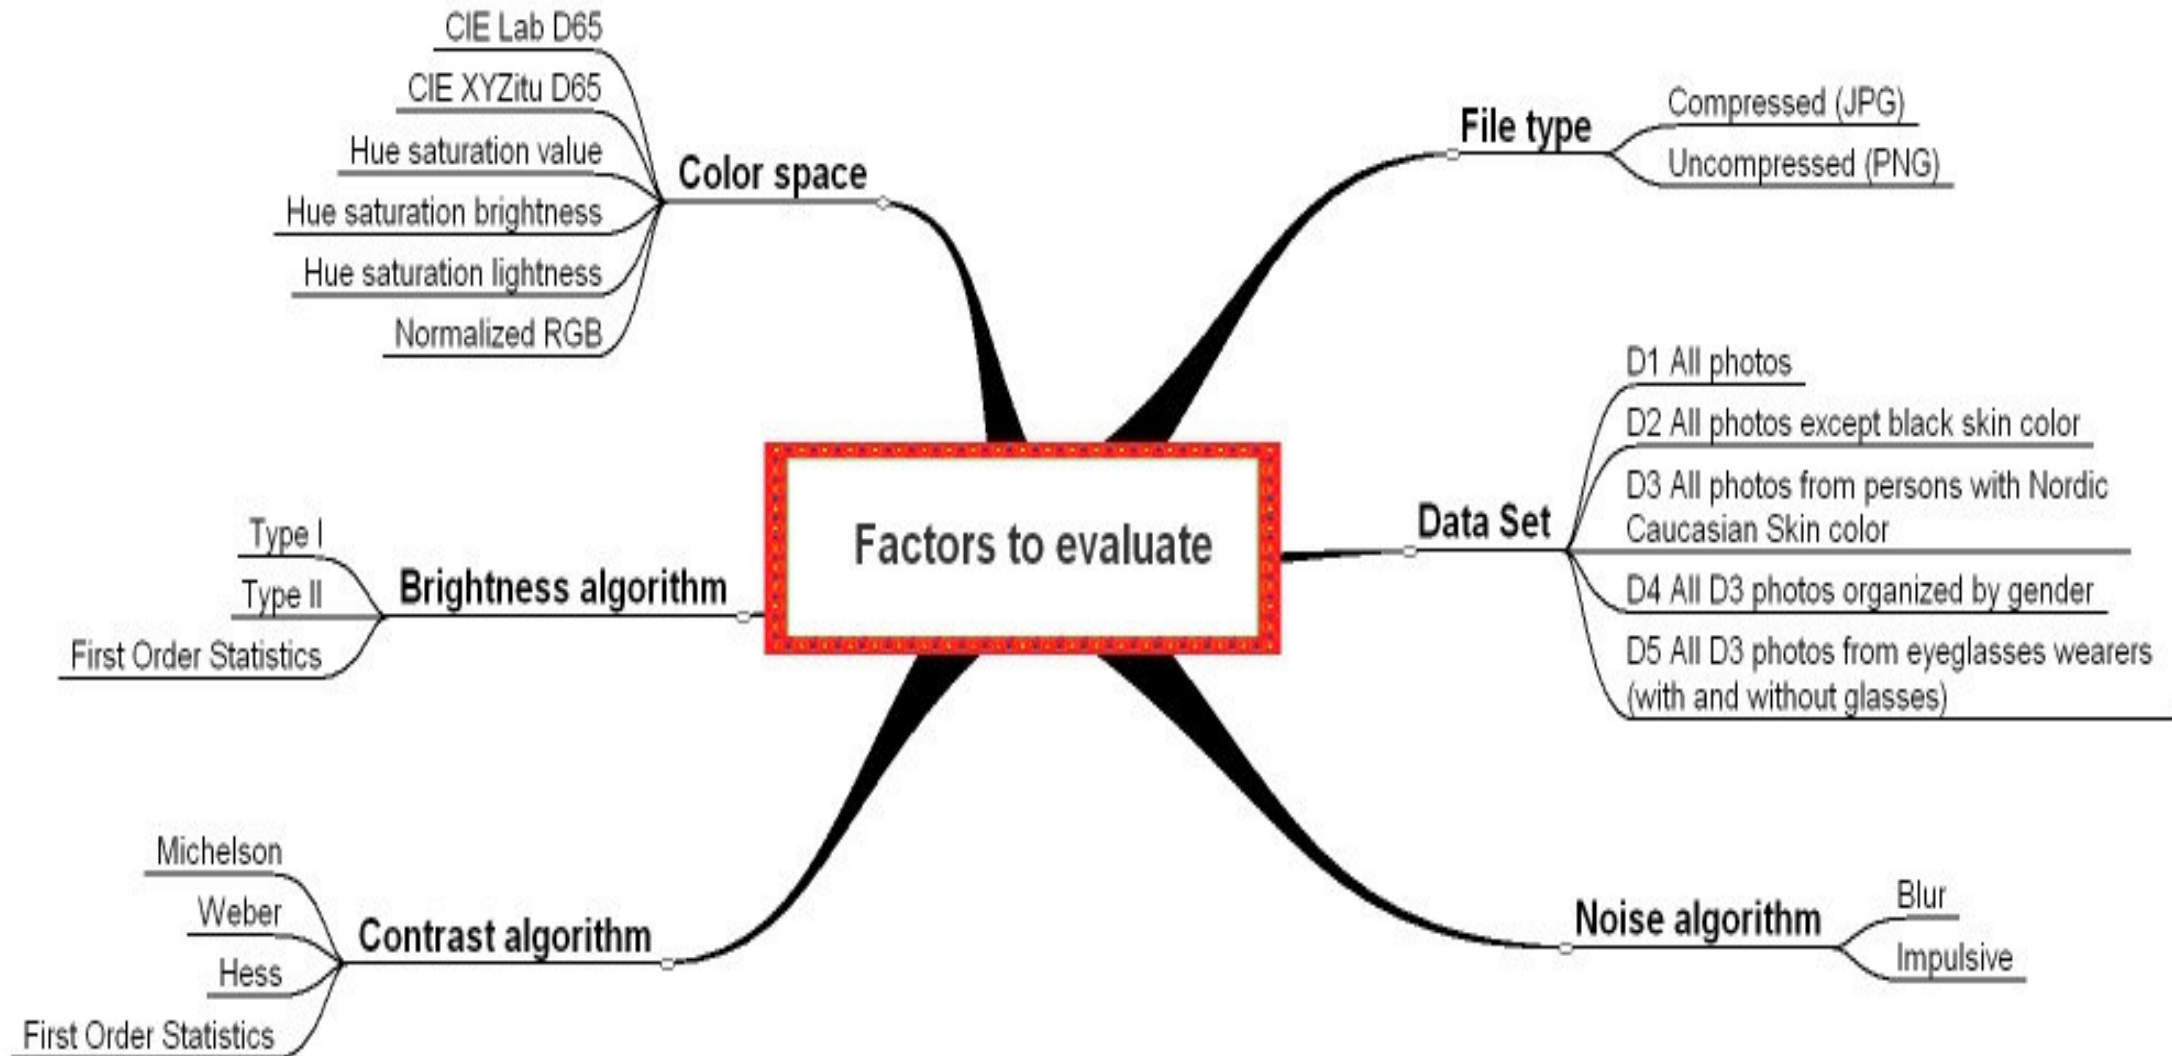 Factors to evaluate
Color space
CIE Lab D65
CIE XYZitu D65
Hue saturation value
Hue saturation brightness
Hue saturation lightness
Normalized RGB
Brightness algorithm
Type I
Type II
First Order Statistics
Contrast algorithm
Michelson
Weber
Hess
First Order Statistics
File type
Compressed (JPG)
Uncompressed (PNG)
Data Set
D1 All photos
D2 All photos except black skin color
D3 All photos from persons with Nordic
Caucasian Skin color
D4 All D3 photos organized by gender
D5 All D3 photos from eyeglasses wearers
(with and without glasses)
Noise algorithm
Blur
Impulsive